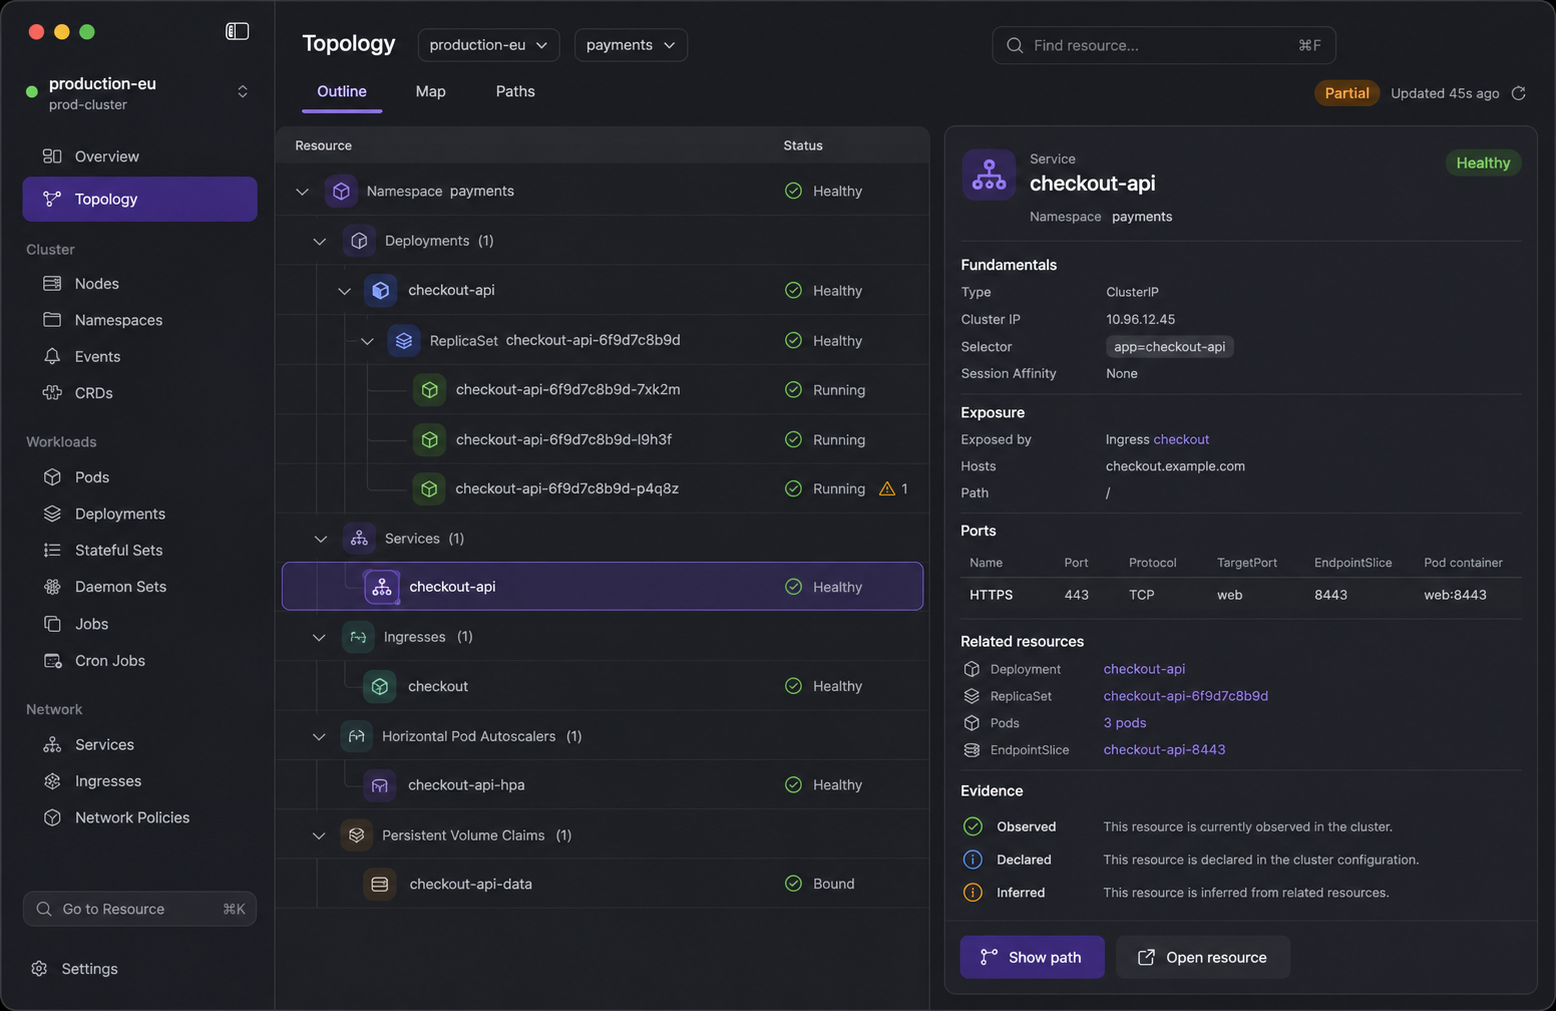 production-eu
prod-cluster
Overview
Topology
Cluster
Nodes
Namespaces
Events
CRDs
Workloads
Pods
Deployments
Stateful Sets
Daemon Sets
Jobs
Cron Jobs
Network
Services
Ingresses
Network Policies
Go to Resource ⌘K
Settings
Topology production-eu payments
Find resource... ⌘F
Outline Map Paths
Partial Updated 45s ago
Resource Status
Namespace payments Healthy
Deployments (1)
checkout-api Healthy
ReplicaSet checkout-api-6f9d7c8b9d Healthy
checkout-api-6f9d7c8b9d-7xk2m Running
checkout-api-6f9d7c8b9d-l9h3f Running
checkout-api-6f9d7c8b9d-p4q8z Running 1
Services (1)
checkout-api Healthy
Ingresses (1)
checkout Healthy
Horizontal Pod Autoscalers (1)
checkout-api-hpa Healthy
Persistent Volume Claims (1)
checkout-api-data Bound
Service
checkout-api
Healthy
Namespace payments
Fundamentals
Type ClusterIP
Cluster IP 10.96.12.45
Selector app=checkout-api
Session Affinity None
Exposure
Exposed by Ingress checkout
Hosts checkout.example.com
Path /
Ports
Name Port Protocol TargetPort EndpointSlice Pod container
HTTPS 443 TCP web 8443 web:8443
Related resources
Deployment checkout-api
ReplicaSet checkout-api-6f9d7c8b9d
Pods 3 pods
EndpointSlice checkout-api-8443
Evidence
Observed This resource is currently observed in the cluster.
Declared This resource is declared in the cluster configuration.
Inferred This resource is inferred from related resources.
Show path Open resource